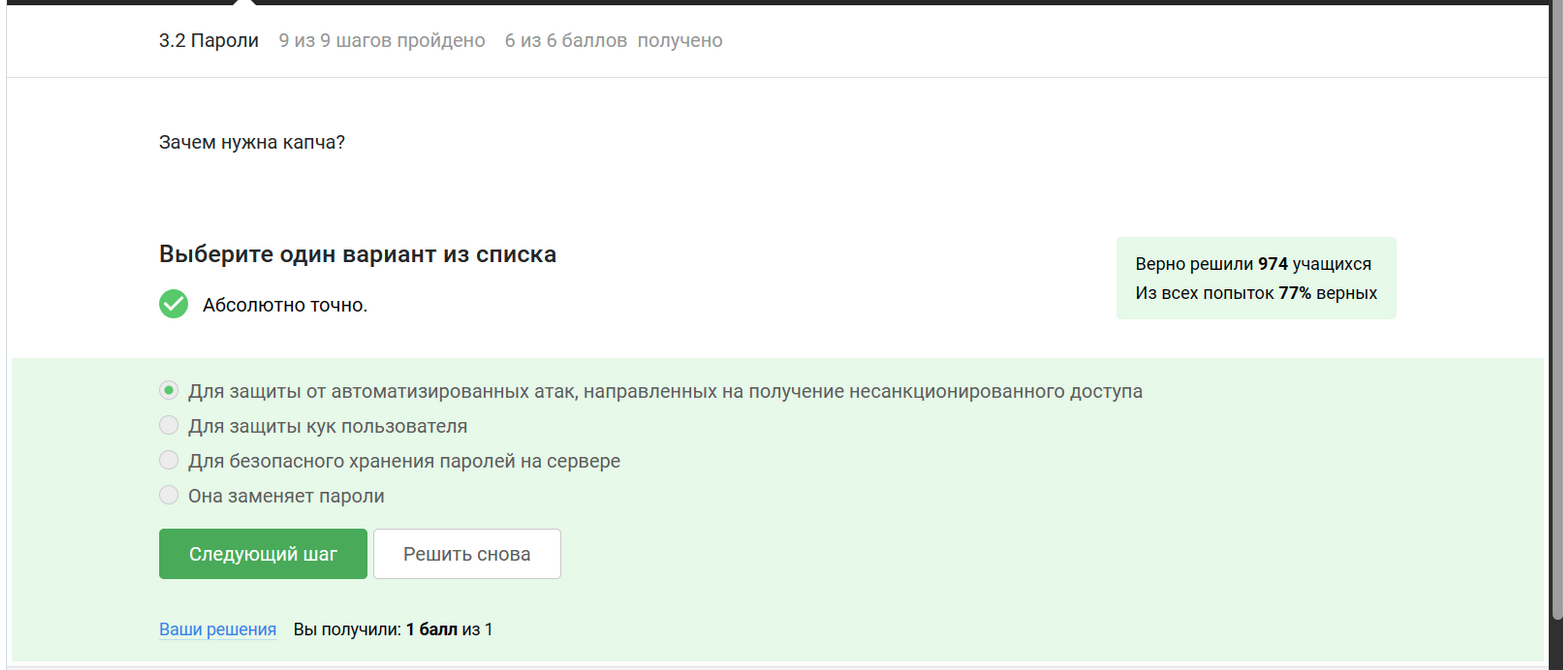 3.2 Пароли 9 из 9 шагов пройдено 6 из 6 баллов получено
Зачем нужна капча?
Выберите один вариант из списка
Абсолютно точно.
Верно решили 974 учащихся
Из всех попыток 77% верных
Для защиты от автоматизированных атак, направленных на получение несанкционированного доступа
Для защиты кук пользователя
Для безопасного хранения паролей на сервере
Она заменяет пароли
Следующий шаг Решить снова
Ваши решения Вы получили: 1 балл из 1